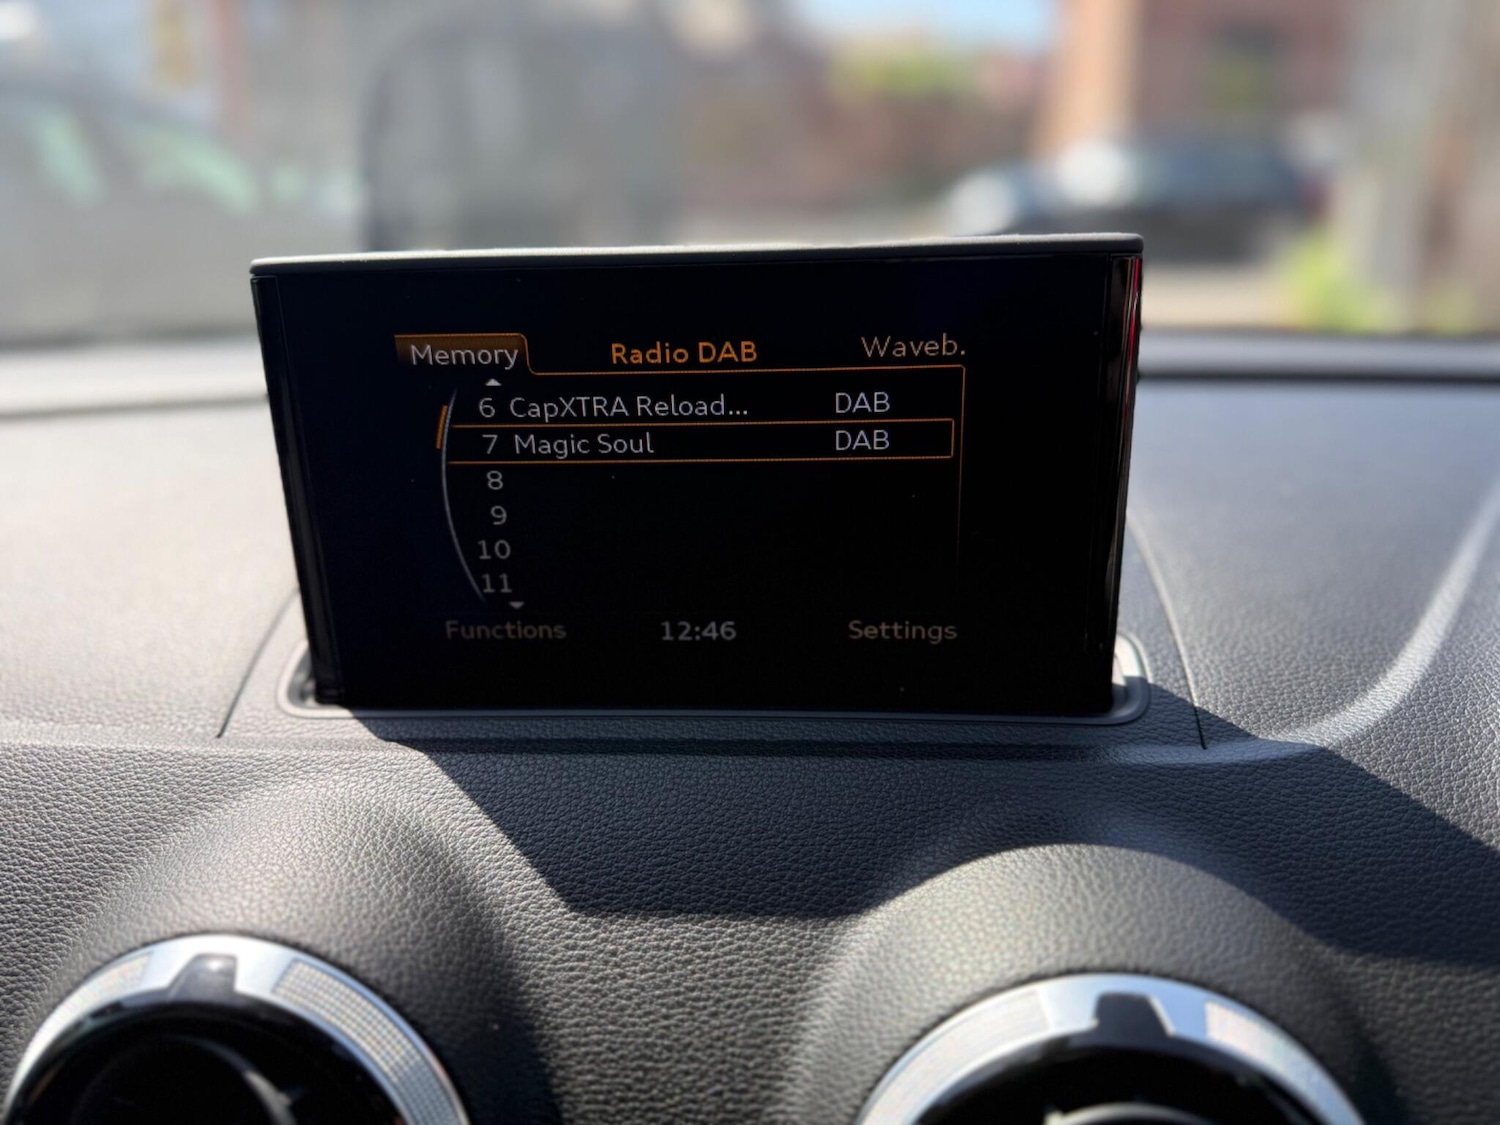 Memory Radio DAB Waveb.
6 CapXTRA Reload... DAB
7 Magic Soul DAB
8
9
10
11
Functions 12:46 Settings